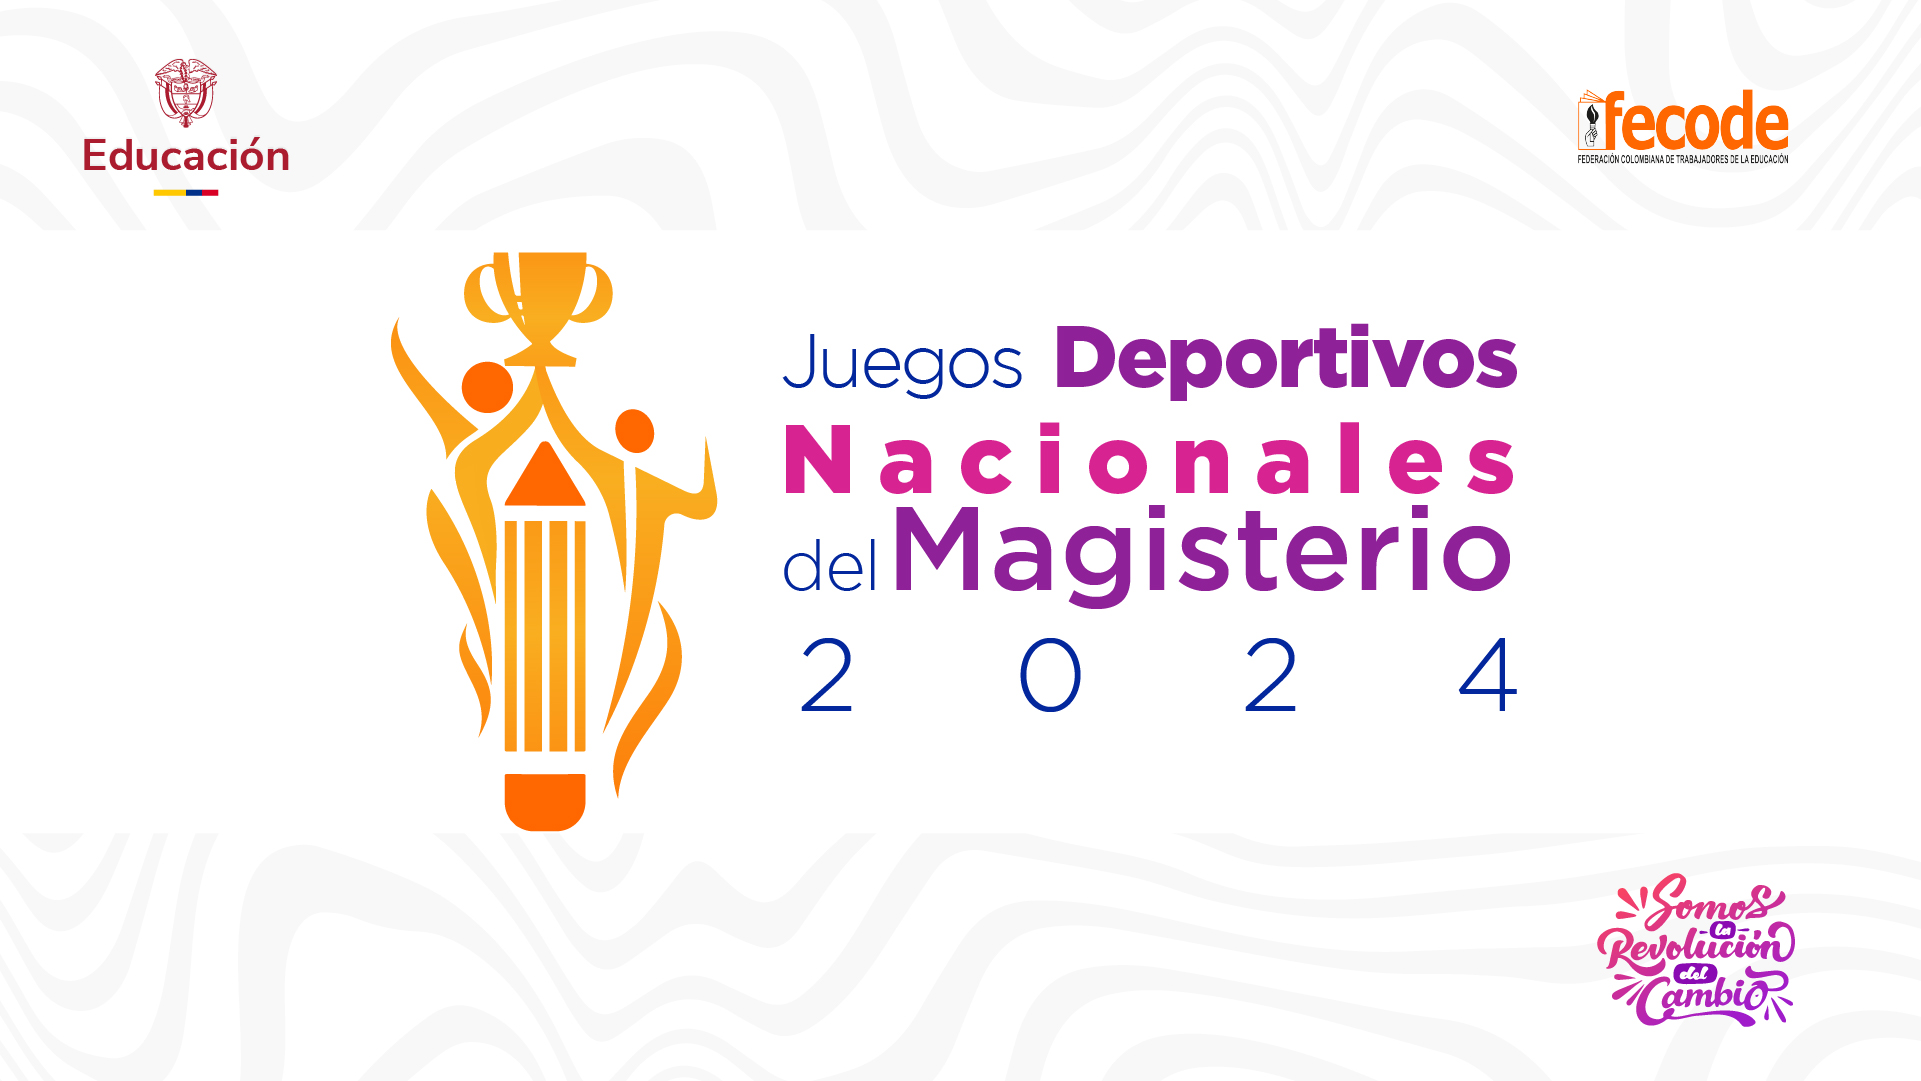 Educación
fecode
FEDERACIÓN COLOMBIANA DE TRABAJADORES DE LA EDUCACIÓN
Juegos Deportivos
Nacionales
del Magisterio
2024
Somos
la
Revolución
del
Cambio